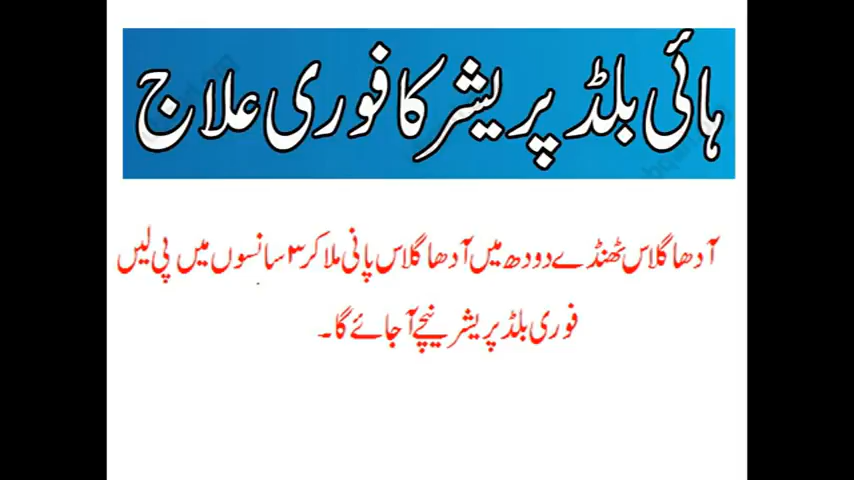 ہائی بلڈ پریشر کا فوری علاج
آدھا گلاس ٹھنڈے دودھ میں آدھا گلاس پانی ملا کر ۳ سانسوں میں پی لیں
فوری بلڈ پریشر نیچے آ جائے گا۔